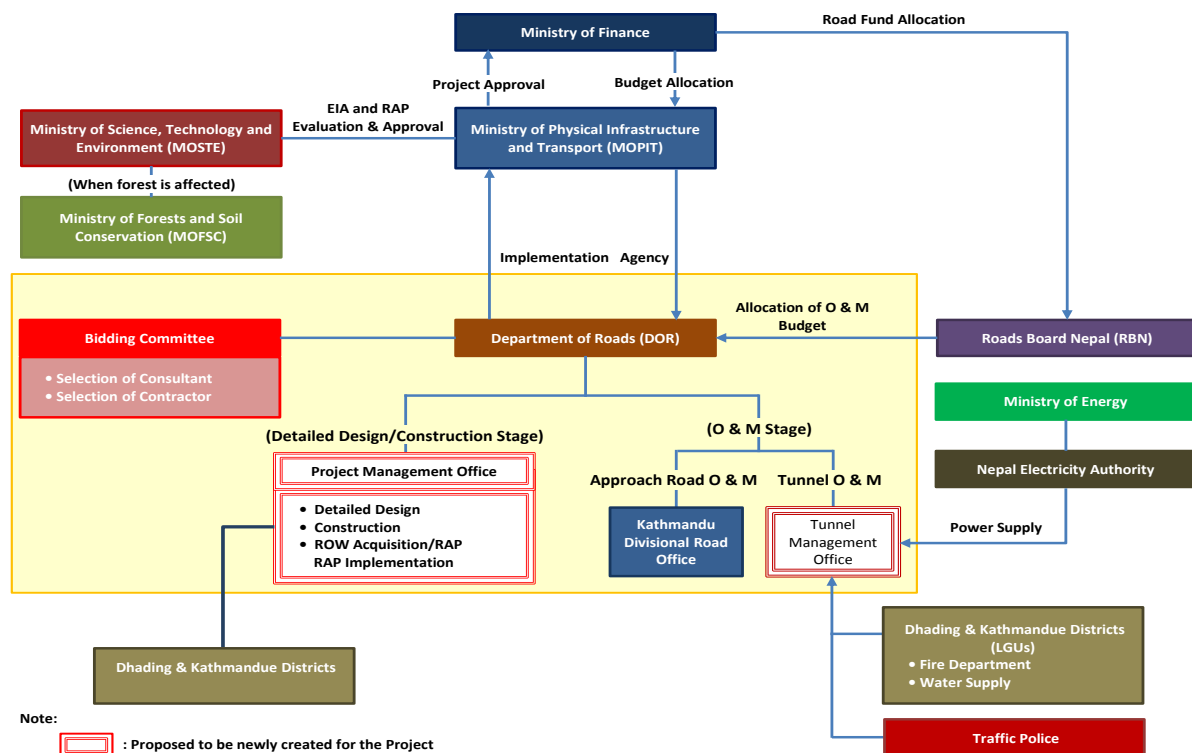 Road Fund Allocation
Ministry of Finance
Project Approval
Budget Allocation
EIA and RAP
Evaluation & Approval
Ministry of Science, Technology and
Environment (MOSTE)
Ministry of Physical Infrastructure
and Transport (MOPIT)
(When forest is affected)
Ministry of Forests and Soil
Conservation (MOFSC)
Implementation Agency
Allocation of O & M
Budget
Bidding Committee
Department of Roads (DOR)
Roads Board Nepal (RBN)
• Selection of Consultant
• Selection of Contractor
Ministry of Energy
(Detailed Design/Construction Stage)
(O & M Stage)
Project Management Office
Approach Road O & M
Tunnel O & M
Nepal Electricity Authority
• Detailed Design
• Construction
• ROW Acquisition/RAP
RAP Implementation
Kathmandu
Divisional Road
Office
Tunnel
Management
Office
Power Supply
Dhading & Kathmandue Districts
Dhading & Kathmandue Districts
(LGUs)
• Fire Department
• Water Supply
Note:
: Proposed to be newly created for the Project
Traffic Police